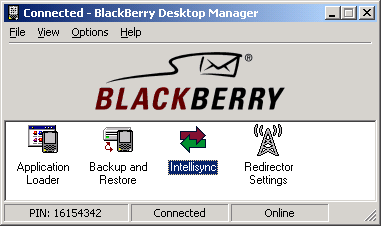 Connected - BlackBerry Desktop Manager
File View Options Help
BLACKBERRY®
Application Loader
Backup and Restore
Intellisync
Redirector Settings
PIN: 16154342 Connected Online